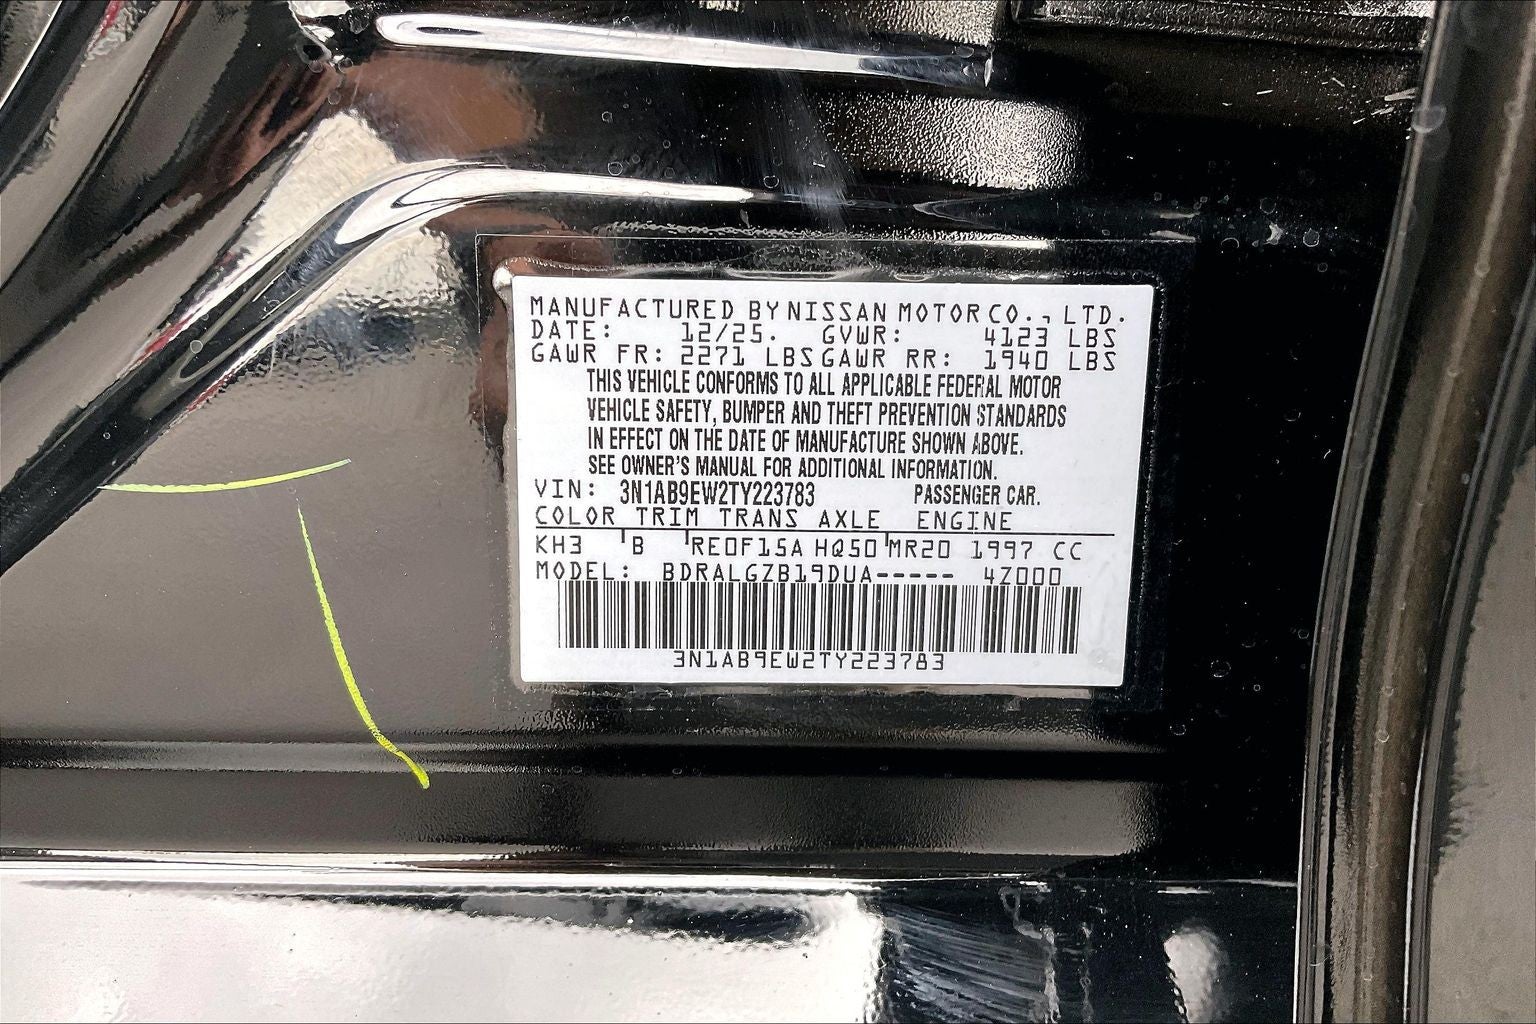 MANUFACTURED BY NISSAN MOTOR CO., LTD.
DATE: 12/25. GVWR: 4123 LBS
GAWR FR: 2271 LBS GAWR RR: 1940 LBS
THIS VEHICLE CONFORMS TO ALL APPLICABLE FEDERAL MOTOR
VEHICLE SAFETY, BUMPER AND THEFT PREVENTION STANDARDS
IN EFFECT ON THE DATE OF MANUFACTURE SHOWN ABOVE.
SEE OWNER'S MANUAL FOR ADDITIONAL INFORMATION.
VIN: 3N1AB9EW2TY223783 PASSENGER CAR.
COLOR TRIM TRANS AXLE ENGINE
KH3 B RE0F15A HQ50 MR20 1997 CC
MODEL: BDRALGZB19DUA----- 4Z000
3N1AB9EW2TY223783